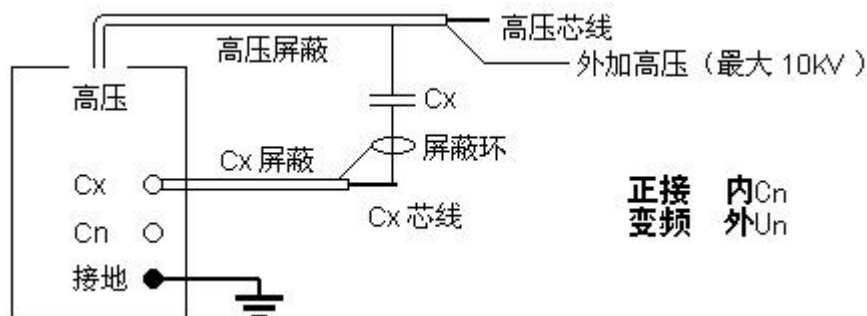 高压芯线
高压屏蔽
外加高压（最大 10KV ）
高压
Cx
Cx 屏蔽
屏蔽环
Cx
Cx 芯线
正接 内Cn
变频 外Un
Cn
接地